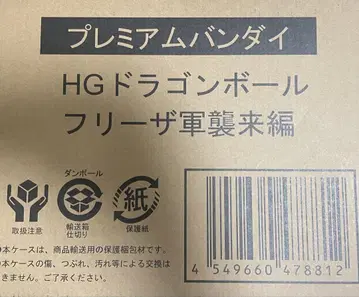 プレミアムバンダイ
HGドラゴンボール
フリーザ軍襲来編
取扱注意
ダンボール
輸送箱
仕切り
紙
保護紙
本ケースは、商品輸送用の保護梱包材です。
本ケースの傷、つぶれ、汚れ等による交換は
きません。ご了承ください。
4 549660 478812